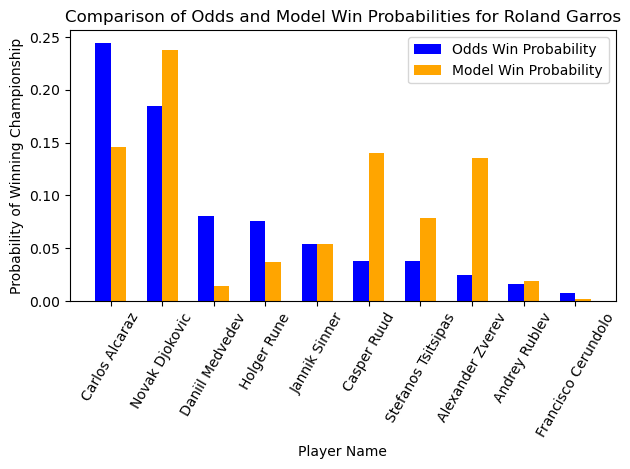 Comparison of Odds and Model Win Probabilities for Roland Garros
Odds Win Probability
Model Win Probability
Probability of Winning Championship
0.25
0.20
0.15
0.10
0.05
0.00
Carlos Alcaraz
Novak Djokovic
Daniil Medvedev
Holger Rune
Jannik Sinner
Casper Ruud
Stefanos Tsitsipas
Alexander Zverev
Andrey Rublev
Francisco Cerundolo
Player Name